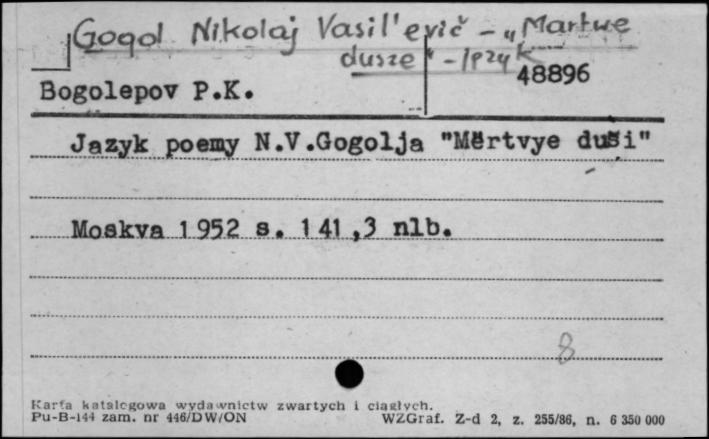 Gogol Nikolaj Vasil'evič - „Martwe
dusze" - język
48896
Bogolepov P.K.
Jazyk poemy N.V.Gogolja "Mërtvye duši"
Moskva 1952 s. 141,3 nlb.
8
Karta katalogowa wydawnictw zwartych i ciągłych.
Pu-B-144 zam. nr 446/DW/ON
WZGraf. Z-d 2, z. 255/86, n. 6 350 000